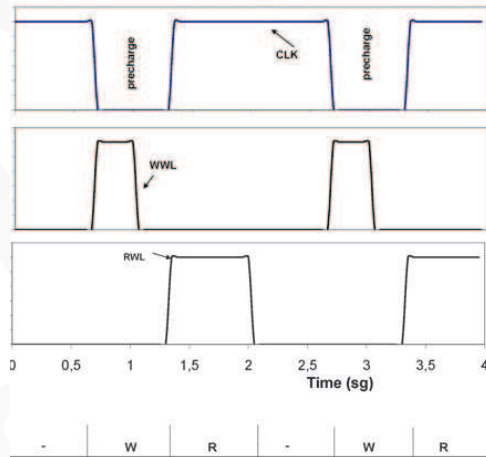 precharge
precharge
CLK
WWL
RWL
0 0,5 1 1,5 2 2,5 3 3,5 4
Time (sg)
- W R - W R